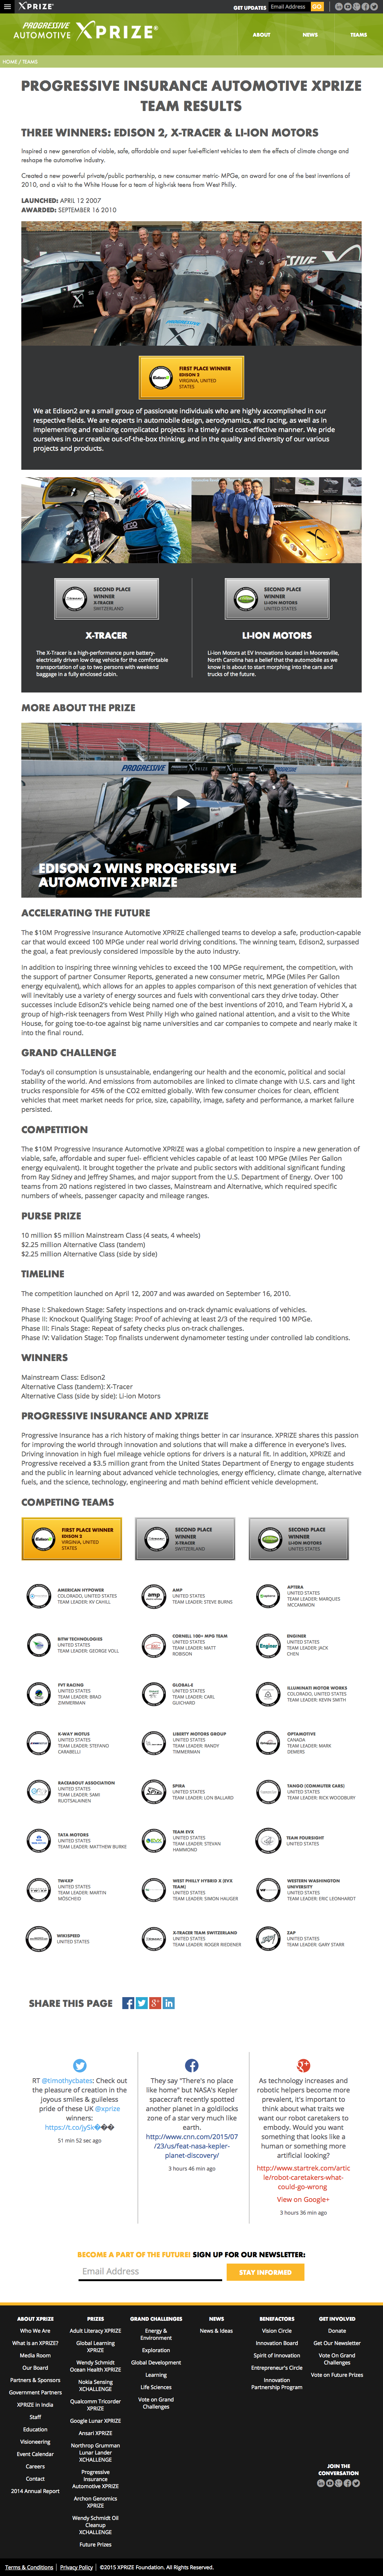 XPRIZE
GET UPDATES
Email Address
GO
PROGRESSIVE
AUTOMOTIVE XPRIZE
ABOUT
NEWS
TEAMS
HOME / TEAMS
PROGRESSIVE INSURANCE AUTOMOTIVE XPRIZE
TEAM RESULTS
THREE WINNERS: EDISON 2, X-TRACER & LI-ION MOTORS
Inspired a new generation of viable, safe, affordable and super fuel-efficient vehicles to stem the effects of climate change and
reshape the automotive industry.
Created a new powerful private/public partnership, a new consumer metric- MPGe, an award for one of the best inventions of
2010, and a visit to the White House for a team of high-risk teens from West Philly.
LAUNCHED: APRIL 12 2007
AWARDED: SEPTEMBER 16 2010
FIRST PLACE WINNER
EDISON 2
VIRGINIA, UNITED
STATES
We at Edison2 are a small group of passionate individuals who are highly accomplished in our
respective fields. We are experts in automobile design, aerodynamics, and racing, as well as in
implementing and realizing complicated projects in a timely and cost-effective manner. We pride
ourselves in our creative out-of-the-box thinking, and in the quality and diversity of our various
projects and products.
SECOND PLACE
WINNER
X-TRACER
SWITZERLAND
SECOND PLACE
WINNER
LI-ION MOTORS
UNITED STATES
X-TRACER
LI-ION MOTORS
The X-Tracer is a high-performance pure battery-
electrically driven low drag vehicle for the comfortable
transportation of up to two persons with weekend
baggage in a fully enclosed cabin.
Li-ion Motors at EV Innovations located in Mooresville,
North Carolina has a belief that the automobile as we
know it is about to start morphing into the cars and
trucks of the future.
MORE ABOUT THE PRIZE
EDISON 2 WINS PROGRESSIVE
AUTOMOTIVE XPRIZE
ACCELERATING THE FUTURE
The $10M Progressive Insurance Automotive XPRIZE challenged teams to develop a safe, production-capable
car that would exceed 100 MPGe under real world driving conditions. The winning team, Edison2, surpassed
the goal, a feat previously considered impossible by the auto industry.
In addition to inspiring three winning vehicles to exceed the 100 MPGe requirement, the competition, with
the support of partner Consumer Reports, generated a new consumer metric, MPGe (Miles Per Gallon
energy equivalent), which allows for an apples to apples comparison of this next generation of vehicles that
will inevitably use a variety of energy sources and fuels with conventional cars they drive today. Other
successes include Edison2's vehicle being named one of the best inventions of 2010, and Team Hybrid X, a
group of high-risk teenagers from West Philly High who gained national attention, and a visit to the White
House, for going toe-to-toe against big name universities and car companies to compete and nearly make it
into the final round.
GRAND CHALLENGE
Today's oil consumption is unsustainable, endangering our health and the economic, political and social
stability of the world. And emissions from automobiles are linked to climate change with U.S. cars and light
trucks responsible for 45% of the CO2 emitted globally. With few consumer choices for clean, efficient
vehicles that meet market needs for price, size, capability, image, safety and performance, a market failure
persisted.
COMPETITION
The $10M Progressive Insurance Automotive XPRIZE was a global competition to inspire a new generation of
viable, safe, affordable and super fuel- efficient vehicles capable of at least 100 MPGe (Miles Per Gallon
energy equivalent). It brought together the private and public sectors with additional significant funding
from Ray Sidney and Jeffrey Shames, and major support from the U.S. Department of Energy. Over 100
teams from 20 nations registered in two classes, Mainstream and Alternative, which required specific
numbers of wheels, passenger capacity and mileage ranges.
PURSE PRIZE
10 million $5 million Mainstream Class (4 seats, 4 wheels)
$2.25 million Alternative Class (tandem)
$2.25 million Alternative Class (side by side)
TIMELINE
The competition launched on April 12, 2007 and was awarded on September 16, 2010.
Phase I: Shakedown Stage: Safety inspections and on-track dynamic evaluations of vehicles.
Phase II: Knockout Qualifying Stage: Proof of achieving at least 2/3 of the required 100 MPGe.
Phase III: Finals Stage: Repeat of safety checks plus on-track challenges.
Phase IV: Validation Stage: Top finalists underwent dynamometer testing under controlled lab conditions.
WINNERS
Mainstream Class: Edison2
Alternative Class (tandem): X-Tracer
Alternative Class (side by side): Li-ion Motors
PROGRESSIVE INSURANCE AND XPRIZE
Progressive Insurance has a rich history of making things better in car insurance. XPRIZE shares this passion
for improving the world through innovation and solutions that will make a difference in everyone's lives.
Driving innovation in high fuel mileage vehicle options for drivers is a natural fit. In addition, XPRIZE and
Progressive received a $3.5 million grant from the United States Department of Energy to engage students
and the public in learning about advanced vehicle technologies, energy efficiency, climate change, alternative
fuels, and the science, technology, engineering and math behind efficient vehicle development.
COMPETING TEAMS
FIRST PLACE WINNER
EDISON 2
VIRGINIA, UNITED
STATES
SECOND PLACE
WINNER
X-TRACER
SWITZERLAND
SECOND PLACE
WINNER
LI-ION MOTORS
UNITED STATES
AMERICAN HYPOWER
COLORADO, UNITED STATES
TEAM LEADER: KV CAHILL
AMP
UNITED STATES
TEAM LEADER: STEVE BURNS
APTERA
UNITED STATES
TEAM LEADER: MARQUES
MCCAMMON
BITW TECHNOLOGIES
UNITED STATES
TEAM LEADER: GEORGE VOLL
CORNELL 100+ MPG TEAM
UNITED STATES
TEAM LEADER: MATT
ROBISON
ENGINER
UNITED STATES
TEAM LEADER: JACK
CHEN
FVT RACING
UNITED STATES
TEAM LEADER: BRAD
ZIMMERMAN
GLOBAL-E
UNITED STATES
TEAM LEADER: CARL
GUICHARD
ILLUMINATI MOTOR WORKS
COLORADO, UNITED STATES
TEAM LEADER: KEVIN SMITH
K-WAY MOTUS
UNITED STATES
TEAM LEADER: STEFANO
CARABELLI
LIBERTY MOTORS GROUP
UNITED STATES
TEAM LEADER: RANDY
TIMMERMAN
OPTAMOTIVE
CANADA
TEAM LEADER: MARK
DEMERS
RACEABOUT ASSOCIATION
UNITED STATES
TEAM LEADER: SAMI
RUOTSALAINEN
SPIRA
UNITED STATES
TEAM LEADER: LON BALLARD
TANGO (COMMUTER CARS)
UNITED STATES
TEAM LEADER: RICK WOODBURY
TATA MOTORS
UNITED STATES
TEAM LEADER: MATTHEW BURKE
TEAM EVX
UNITED STATES
TEAM LEADER: STEVAN
HAMMOND
TEAM FOURSIGHT
UNITED STATES
TW4XP
UNITED STATES
TEAM LEADER: MARTIN
MÖSCHEID
WEST PHILLY HYBRID X (EVX
TEAM)
UNITED STATES
TEAM LEADER: SIMON HAUGER
WESTERN WASHINGTON
UNIVERSITY
UNITED STATES
TEAM LEADER: ERIC LEONHARDT
WIKISPEED
UNITED STATES
X-TRACER TEAM SWITZERLAND
UNITED STATES
TEAM LEADER: ROGER RIEDENER
ZAP
UNITED STATES
TEAM LEADER: GARY STARR
SHARE THIS PAGE
RT @timothycbates: Check out
the pleasure of creation in the
joyous smiles & guileless
pride of these UK @xprize
winners:
https://t.co/jySk���
51 min 52 sec ago
They say "There's no place
like home" but NASA's Kepler
spacecraft recently spotted
another planet in a goldilocks
zone of a star very much like
earth.
http://www.cnn.com/2015/07
/23/us/feat-nasa-kepler-
planet-discovery/
3 hours 46 min ago
As technology increases and
robotic helpers become more
prevalent, it's important to
think about what traits we
want our robot caretakers to
embody. Would you want
something that looks like a
human or something more
artificial looking?
http://www.startrek.com/artic
le/robot-caretakers-what-
could-go-wrong
View on Google+
3 hours 36 min ago
BECOME A PART OF THE FUTURE! SIGN UP FOR OUR NEWSLETTER:
Email Address
STAY INFORMED
ABOUT XPRIZE
Who We Are
What is an XPRIZE?
Media Room
Our Board
Partners & Sponsors
Government Partners
XPRIZE in India
Staff
Education
Visioneering
Event Calendar
Careers
Contact
2014 Annual Report
PRIZES
Adult Literacy XPRIZE
Global Learning
XPRIZE
Wendy Schmidt
Ocean Health XPRIZE
Nokia Sensing
XCHALLENGE
Qualcomm Tricorder
XPRIZE
Google Lunar XPRIZE
Ansari XPRIZE
Northrop Grumman
Lunar Lander
XCHALLENGE
Progressive
Insurance
Automotive XPRIZE
Archon Genomics
XPRIZE
Wendy Schmidt Oil
Cleanup
XCHALLENGE
Future Prizes
GRAND CHALLENGES
Energy &
Environment
Exploration
Global Development
Learning
Life Sciences
Vote on Grand
Challenges
NEWS
News & Ideas
BENEFACTORS
Vision Circle
Innovation Board
Spirit of Innovation
Entrepreneur's Circle
Innovation
Partnership Program
GET INVOLVED
Donate
Get Our Newsletter
Vote On Grand
Challenges
Vote on Future Prizes
JOIN THE
CONVERSATION
Terms & Conditions | Privacy Policy | ©2015 XPRIZE Foundation. All Rights Reserved.